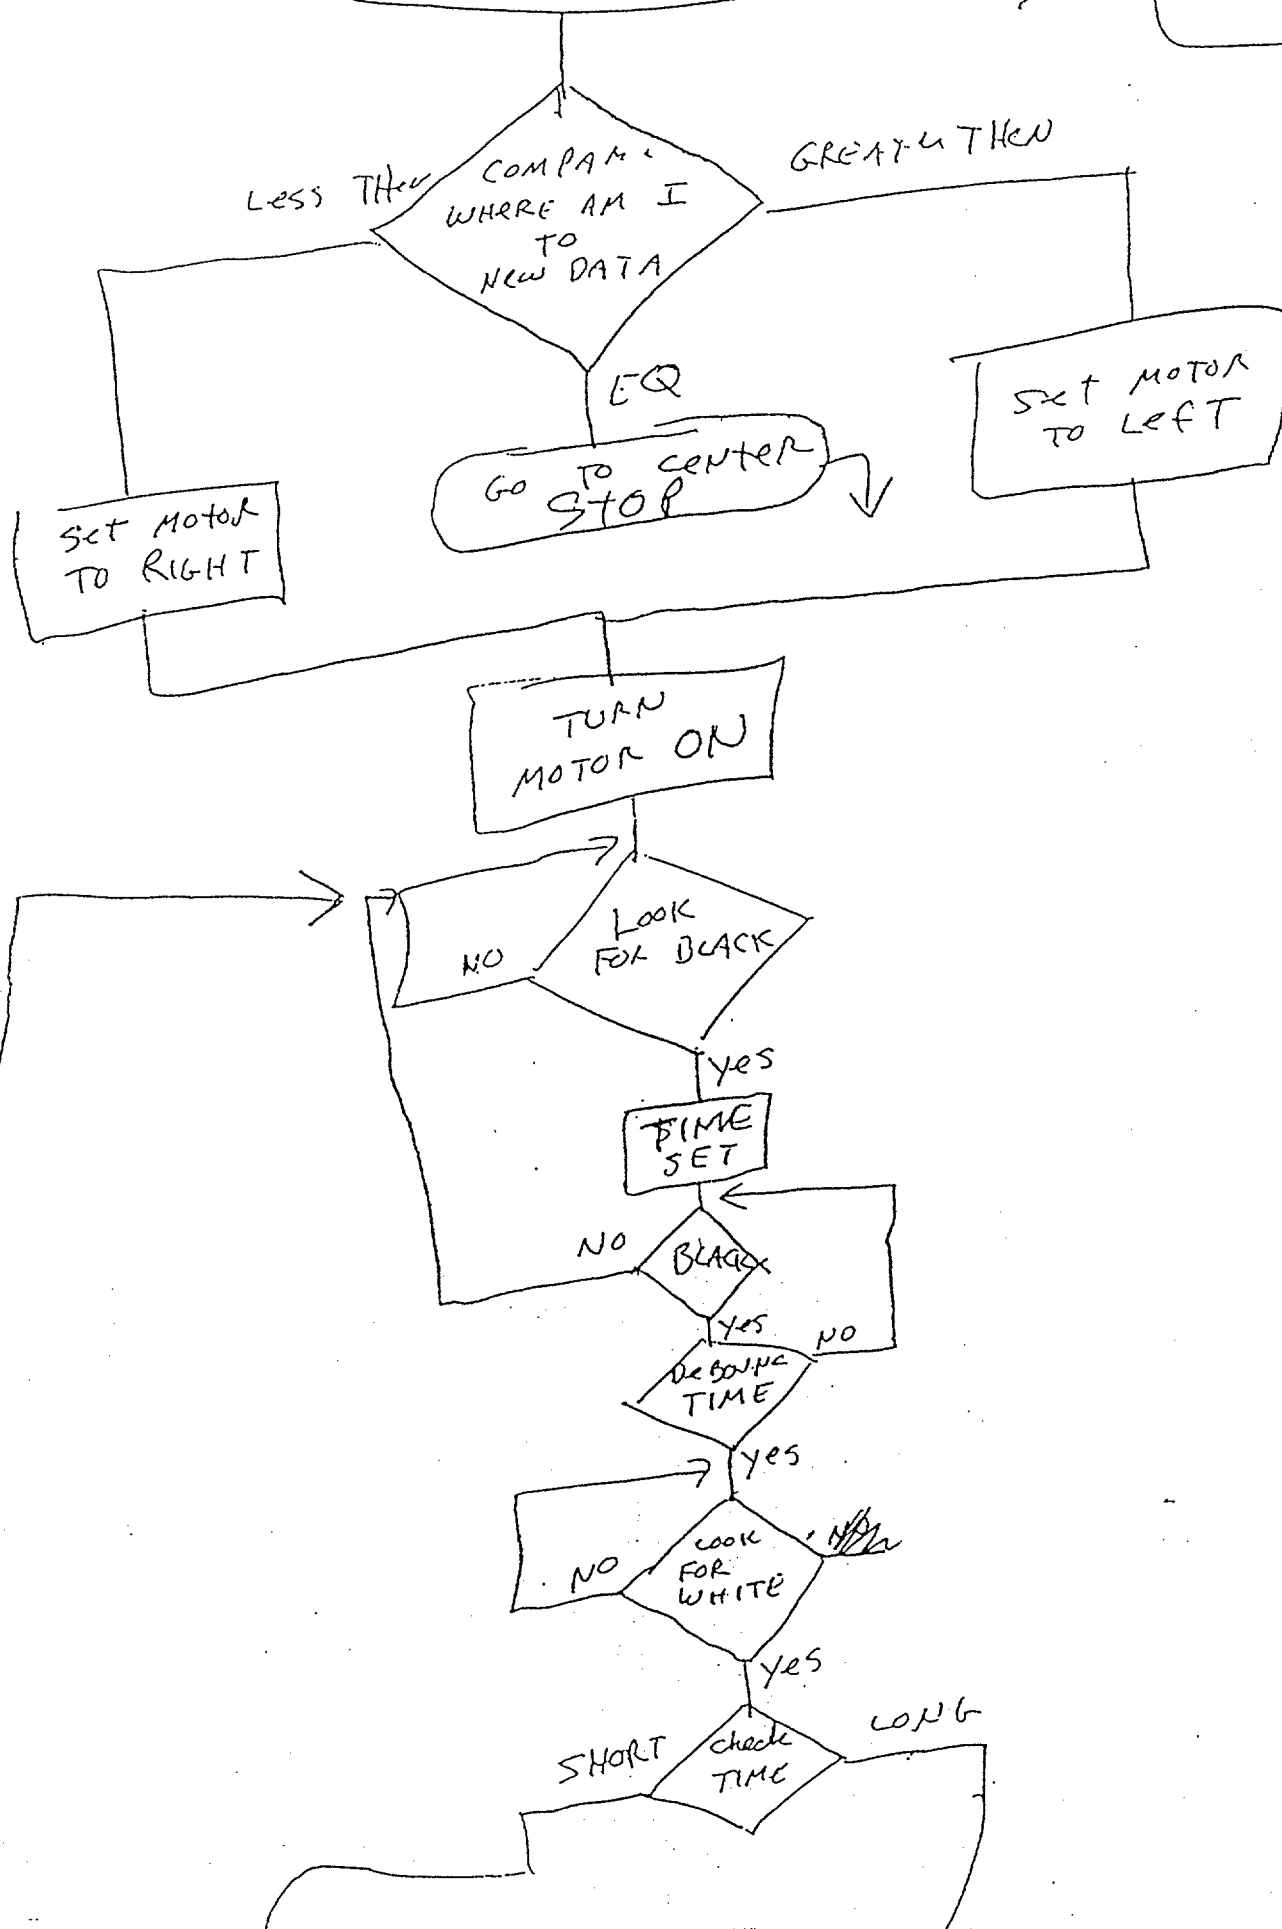 LESS THEN
GREATER THEN
COMPAR.
WHERE AM I
TO
NEW DATA
EQ
SET MOTOR
TO LEFT
GO TO CENTER
STOP
SET MOTOR
TO RIGHT
TURN
MOTOR ON
LOOK
FOR BLACK
NO
yes
TIME
SET
NO
BLACK
yes
NO
DEBOUNC
TIME
yes
LOOK
FOR
WHITE
NO
yes
SHORT
check
TIME
LONG